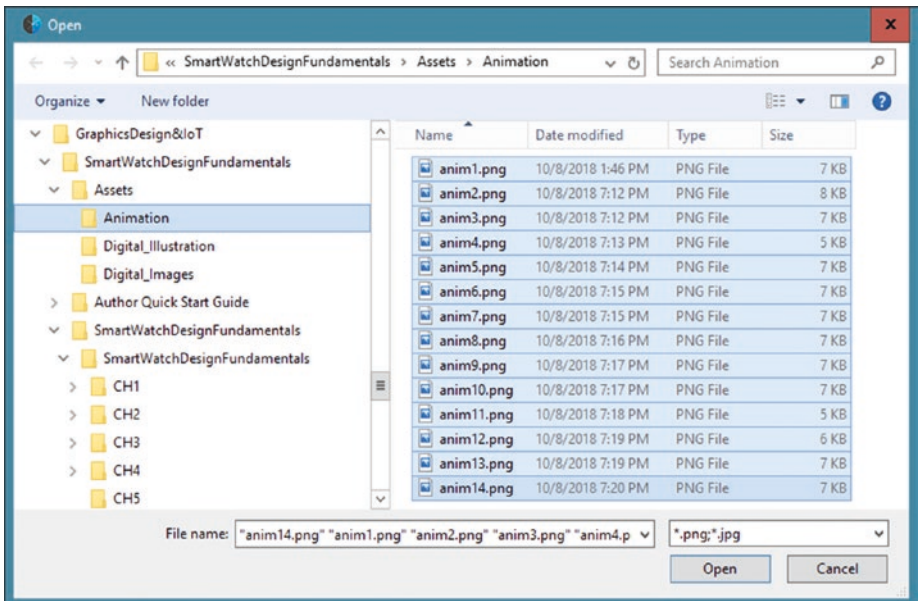 Open
« SmartWatchDesignFundamentals > Assets > Animation
Search Animation
Organize
New folder
GraphicsDesign&IoT
SmartWatchDesignFundamentals
Assets
Animation
Digital_Illustration
Digital_Images
Author Quick Start Guide
SmartWatchDesignFundamentals
SmartWatchDesignFundamentals
CH1
CH2
CH3
CH4
CH5
Name Date modified Type Size
anim1.png 10/8/2018 1:46 PM PNG File 7 KB
anim2.png 10/8/2018 7:12 PM PNG File 8 KB
anim3.png 10/8/2018 7:12 PM PNG File 7 KB
anim4.png 10/8/2018 7:13 PM PNG File 5 KB
anim5.png 10/8/2018 7:14 PM PNG File 7 KB
anim6.png 10/8/2018 7:15 PM PNG File 7 KB
anim7.png 10/8/2018 7:15 PM PNG File 7 KB
anim8.png 10/8/2018 7:16 PM PNG File 7 KB
anim9.png 10/8/2018 7:17 PM PNG File 7 KB
anim10.png 10/8/2018 7:17 PM PNG File 7 KB
anim11.png 10/8/2018 7:18 PM PNG File 5 KB
anim12.png 10/8/2018 7:19 PM PNG File 6 KB
anim13.png 10/8/2018 7:19 PM PNG File 7 KB
anim14.png 10/8/2018 7:20 PM PNG File 7 KB
File name: "anim14.png" "anim1.png" "anim2.png" "anim3.png" "anim4.p
*.png;*.jpg
Open
Cancel